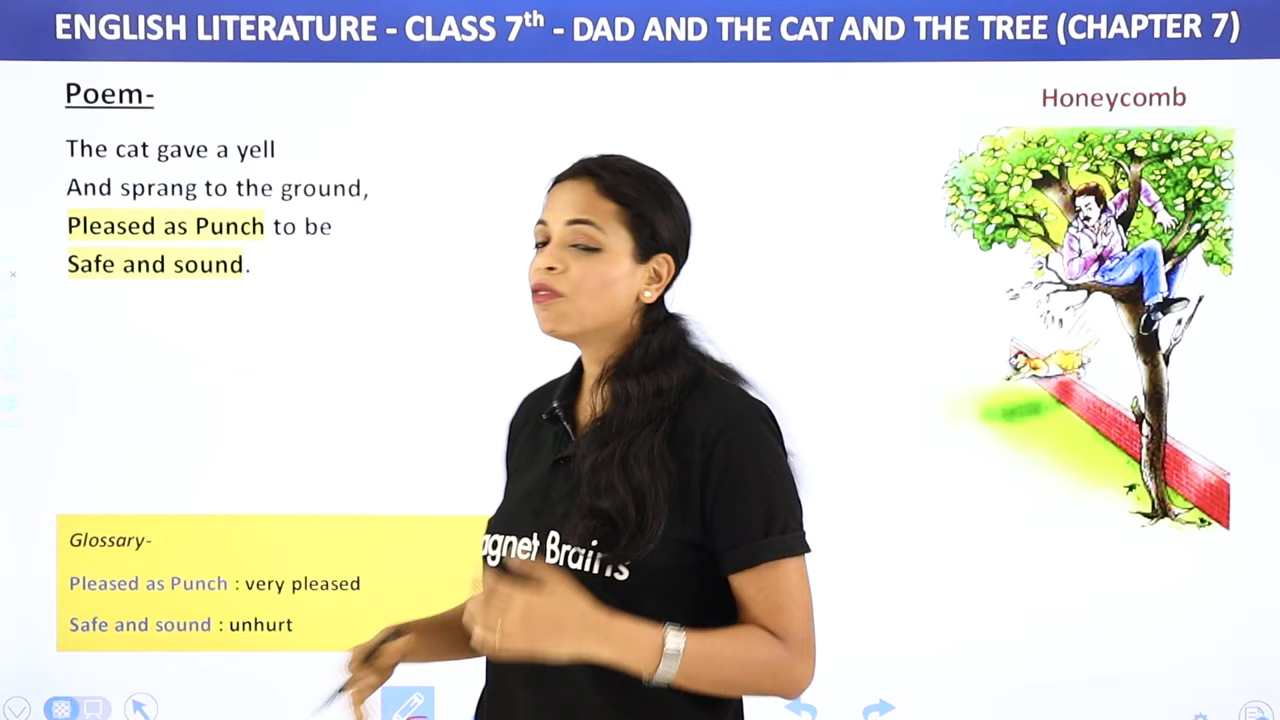 ENGLISH LITERATURE - CLASS 7th - DAD AND THE CAT AND THE TREE (CHAPTER 7)
Poem-
The cat gave a yell
And sprang to the ground,
Pleased as Punch to be
Safe and sound.
Honeycomb
Glossary-
Pleased as Punch : very pleased
Safe and sound : unhurt
agnet Brains